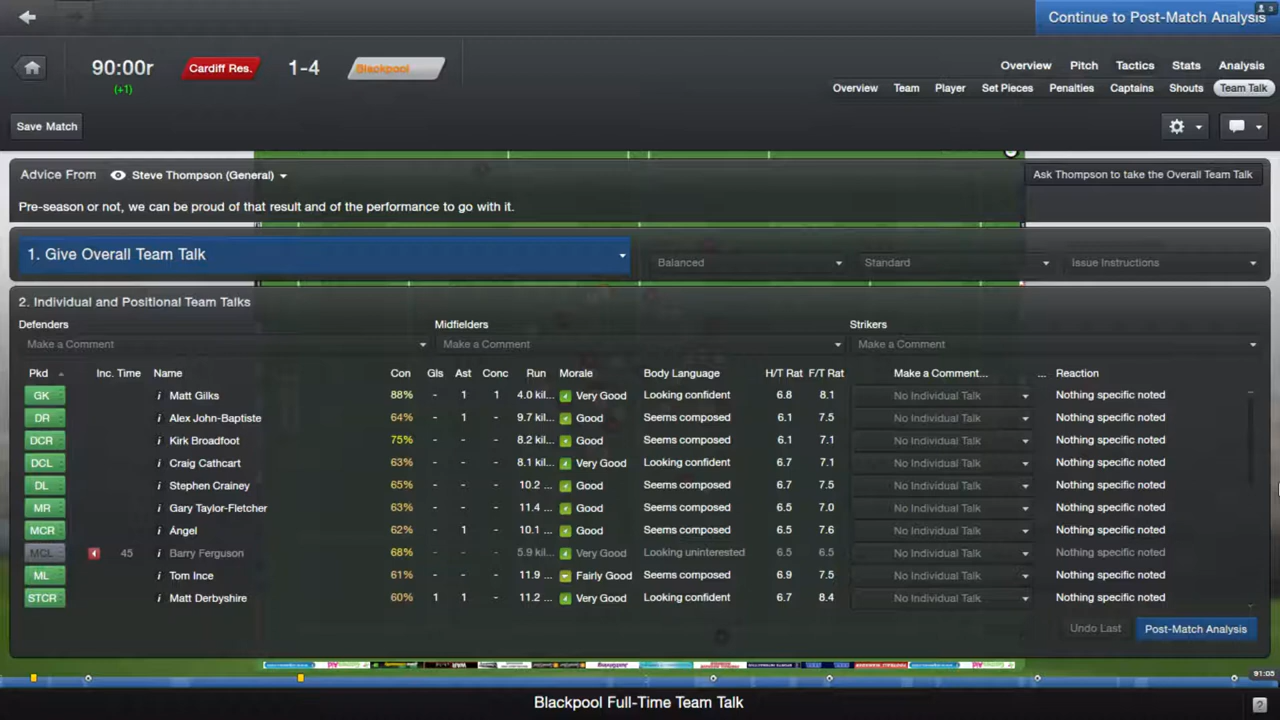 Continue to Post-Match Analysis
90:00r
(+1)
Cardiff Res.
1-4
Blackpool
Overview Pitch Tactics Stats Analysis
Overview Team Player Set Pieces Penalties Captains Shouts Team Talk
Save Match
Advice From Steve Thompson (General)
Ask Thompson to take the Overall Team Talk
Pre-season or not, we can be proud of that result and of the performance to go with it.
1. Give Overall Team Talk
Balanced Standard Issue Instructions
2. Individual and Positional Team Talks
Defenders Midfielders Strikers
Make a Comment Make a Comment Make a Comment
Pkd Inc. Time Name Con Gls Ast Conc Run Morale Body Language H/T Rat F/T Rat Make a Comment... ... Reaction
GK i Matt Gilks 88% - 1 1 4.0 kil... Very Good Looking confident 6.8 8.1 No Individual Talk Nothing specific noted
DR i Alex John-Baptiste 64% - 1 - 9.7 kil... Good Seems composed 6.1 7.5 No Individual Talk Nothing specific noted
DCR i Kirk Broadfoot 75% - - - 8.2 kil... Good Seems composed 6.1 7.1 No Individual Talk Nothing specific noted
DCL i Craig Cathcart 63% - - - 8.1 kil... Very Good Looking confident 6.7 7.1 No Individual Talk Nothing specific noted
DL i Stephen Crainey 65% - - - 10.2 ... Good Seems composed 6.7 7.5 No Individual Talk Nothing specific noted
MR i Gary Taylor-Fletcher 63% - - - 11.4 ... Good Seems composed 6.5 7.0 No Individual Talk Nothing specific noted
MCR i Ángel 62% - 1 - 10.1 ... Good Seems composed 6.5 7.6 No Individual Talk Nothing specific noted
MCL 45 i Barry Ferguson 68% - - - 5.9 kil... Very Good Looking uninterested 6.5 6.5 No Individual Talk Nothing specific noted
ML i Tom Ince 61% - - - 11.9 ... Fairly Good Seems composed 6.9 7.5 No Individual Talk Nothing specific noted
STCR i Matt Derbyshire 60% 1 1 - 11.2 ... Very Good Looking confident 6.7 8.4 No Individual Talk Nothing specific noted
Undo Last Post-Match Analysis
91:05
Blackpool Full-Time Team Talk
?